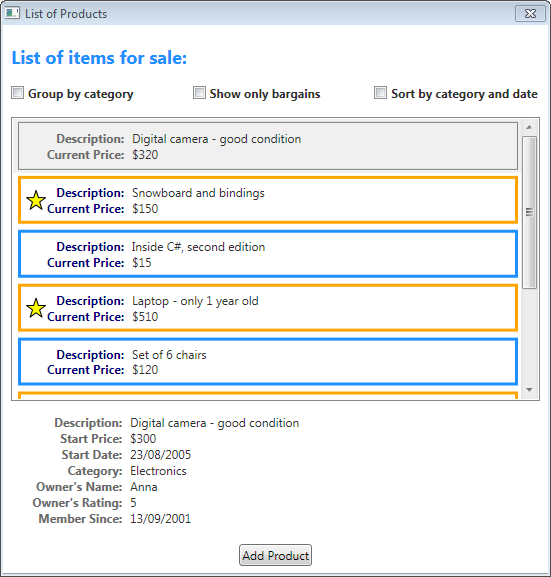 List of Products
List of items for sale:
Group by category Show only bargains Sort by category and date
Description: Digital camera - good condition
Current Price: $320
Description: Snowboard and bindings
Current Price: $150
Description: Inside C#, second edition
Current Price: $15
Description: Laptop - only 1 year old
Current Price: $510
Description: Set of 6 chairs
Current Price: $120
Description: Digital camera - good condition
Start Price: $300
Start Date: 23/08/2005
Category: Electronics
Owner's Name: Anna
Owner's Rating: 5
Member Since: 13/09/2001
Add Product